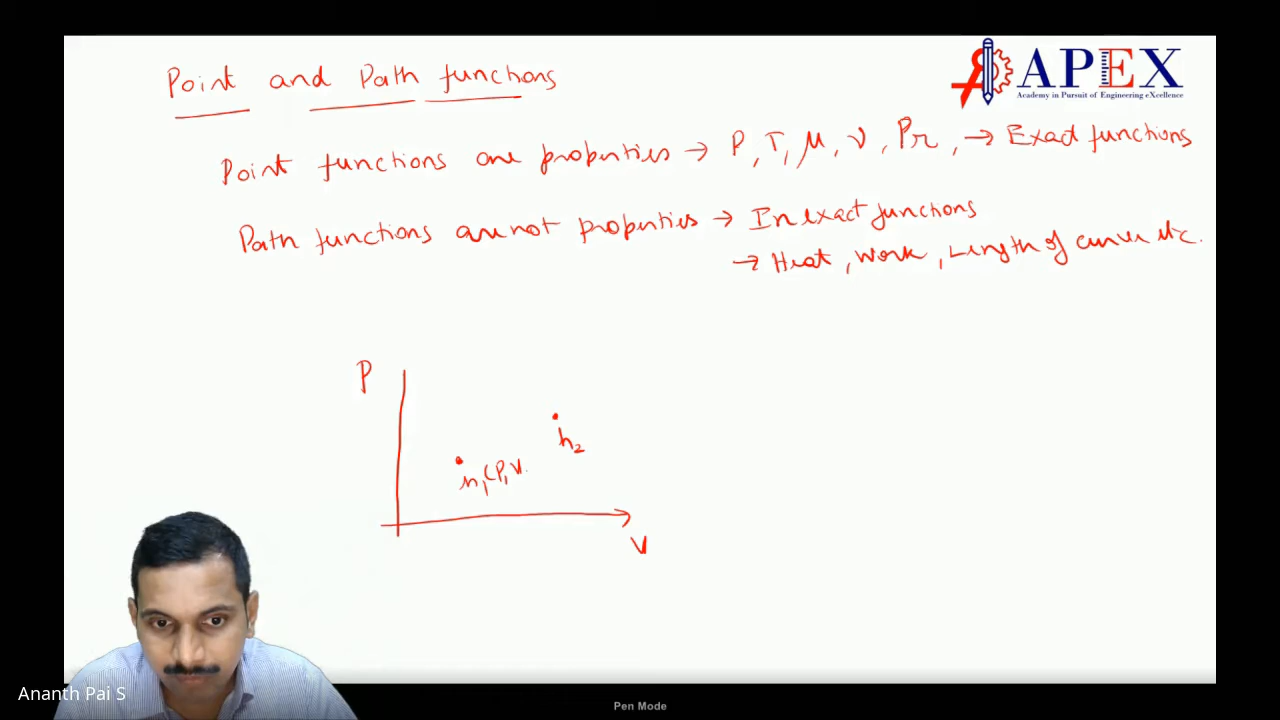 Point and Path functions
APEX
Academy in Pursuit of Engineering eXcellence
Point functions are properties → P, T, μ, ν, Pr, → Exact functions
Path functions are not properties → Inexact functions
→ Heat, Work, Length of curve etc.
P
h2
h1(P1V
V
Ananth Pai S
Pen Mode